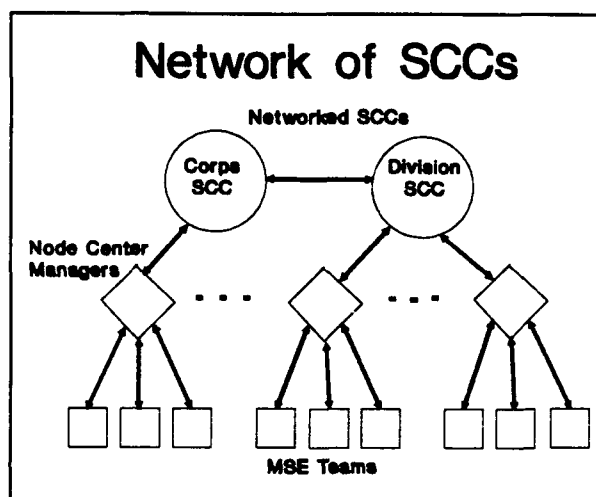 Network of SCCs
Networked SCCs
Corps
SCC
Division
SCC
Node Center
Managers
MSE Teams